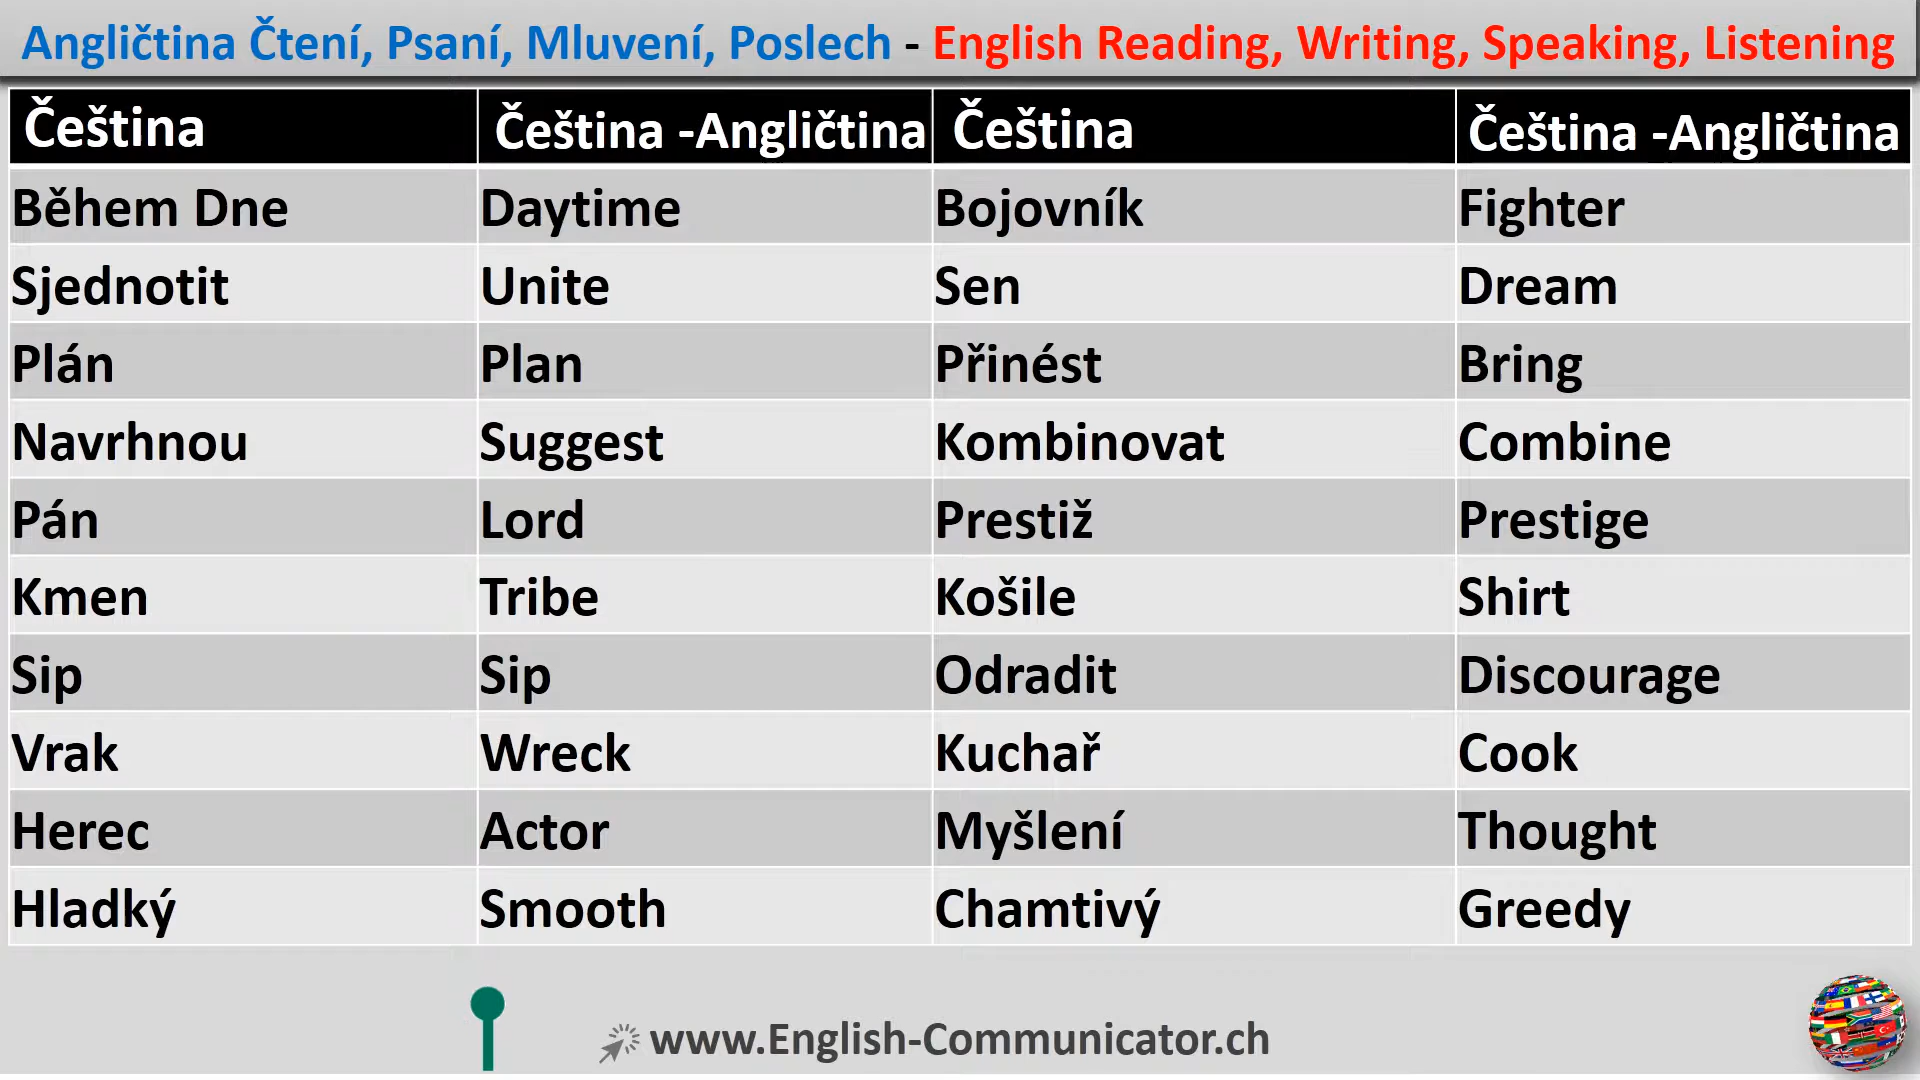 Angličtina Čtení, Psaní, Mluvení, Poslech - English Reading, Writing, Speaking, Listening
Čeština Čeština -Angličtina Čeština Čeština -Angličtina
Během Dne Daytime Bojovník Fighter
Sjednotit Unite Sen Dream
Plán Plan Přinést Bring
Navrhnou Suggest Kombinovat Combine
Pán Lord Prestiž Prestige
Kmen Tribe Košile Shirt
Sip Sip Odradit Discourage
Vrak Wreck Kuchař Cook
Herec Actor Myšlení Thought
Hladký Smooth Chamtivý Greedy
www.English-Communicator.ch